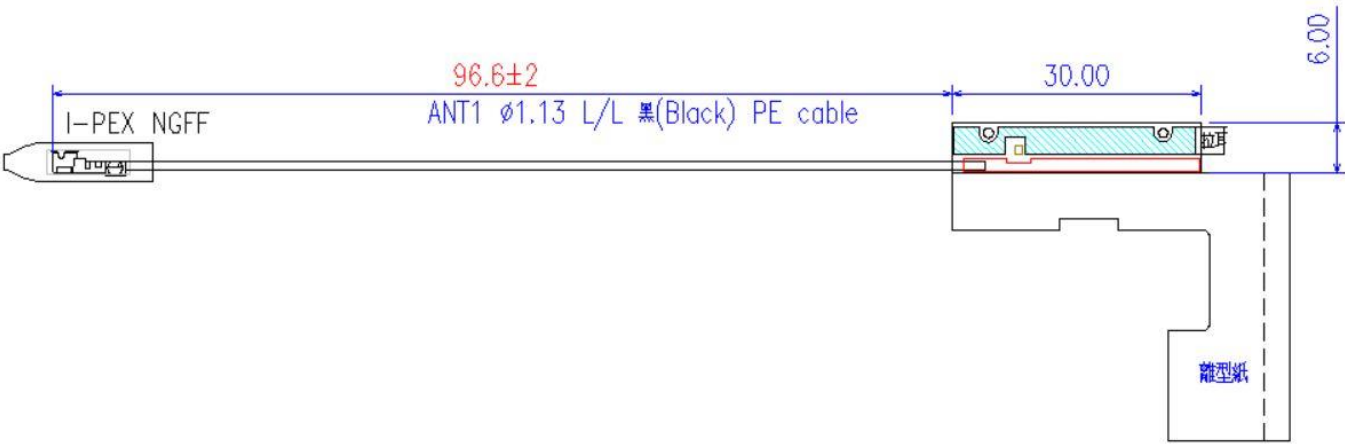 96.6±2
30.00
6.00
I-PEX NGFF
ANT1 ø1.13 L/L 黑(Black) PE cable
拉耳
離型紙